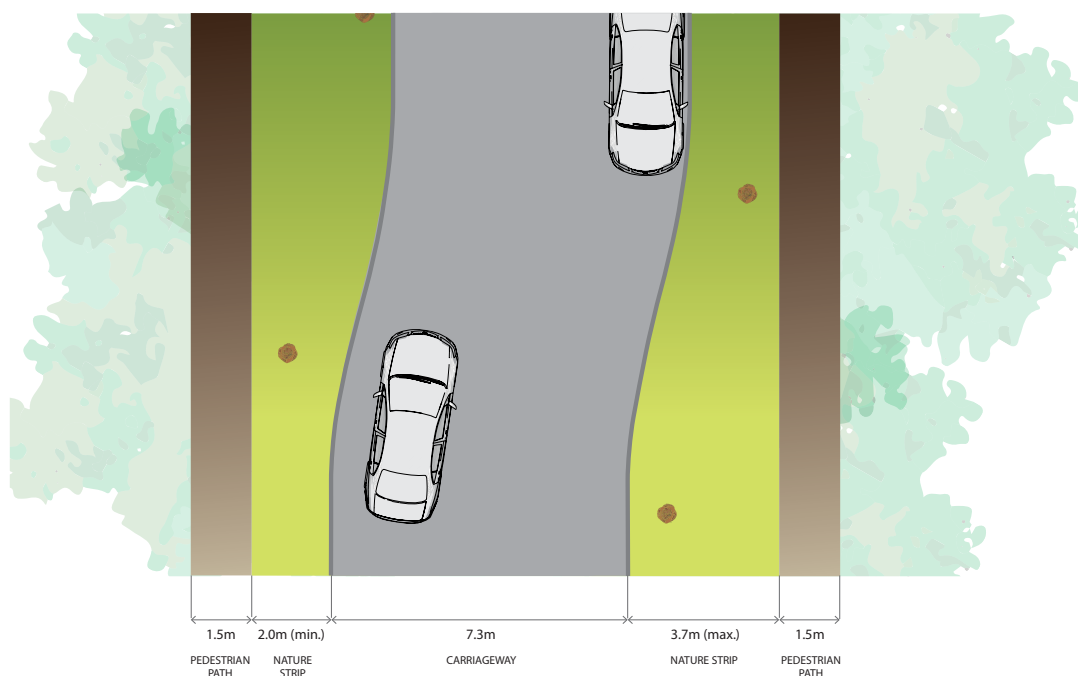 1.5m
2.0m (min.)
7.3m
3.7m (max.)
1.5m
PEDESTRIAN
PATH
NATURE
STRIP
CARRIAGEWAY
NATURE STRIP
PEDESTRIAN
PATH